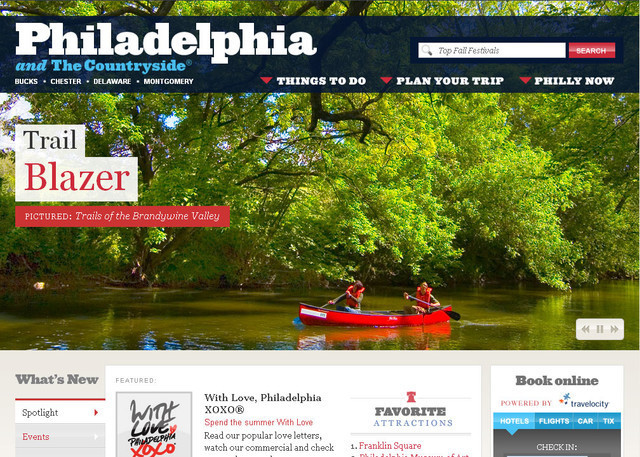 Philadelphia
and The Countryside®
BUCKS • CHESTER • DELAWARE • MONTGOMERY
Top Fall Festivals
SEARCH
THINGS TO DO
PLAN YOUR TRIP
PHILLY NOW
Trail
Blazer
PICTURED: Trails of the Brandywine Valley
What's New
Spotlight
Events
FEATURED:
WITH
LOVE
PHILADELPHIA
XOXO
With Love, Philadelphia
XOXO®
Spend the summer With Love
Read our popular love letters,
watch our commercial and check
FAVORITE
ATTRACTIONS
1. Franklin Square
Philadelphia Museum of Art
Book online
POWERED BY travelocity
HOTELS FLIGHTS CAR TIX
CHECK IN: